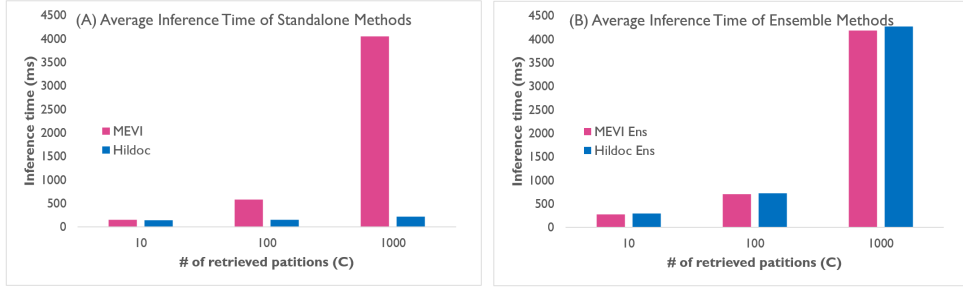 (A) Average Inference Time of Standalone Methods
4500
4000
3500
3000
2500
2000
1500
1000
500
0
Inference time (ms)
MEVI
Hildoc
10
100
1000
# of retrieved patitions (C)
(B) Average Inference Time of Ensemble Methods
4500
4000
3500
3000
2500
2000
1500
1000
500
0
Inference time (ms)
MEVI Ens
Hildoc Ens
10
100
1000
# of retrieved patitions (C)